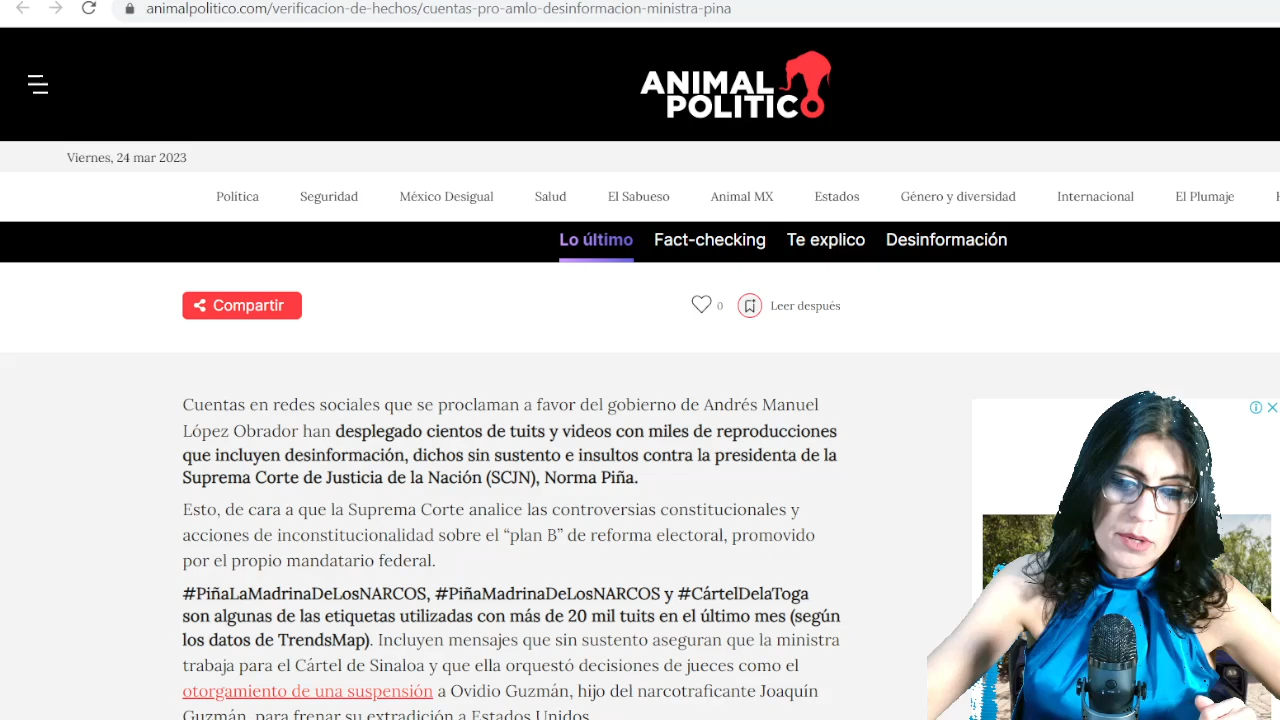 animalpolitico.com/verificacion-de-hechos/cuentas-pro-amlo-desinformacion-ministra-pina
ANIMAL
POLITICO
Viernes, 24 mar 2023
Política Seguridad México Desigual Salud El Sabueso Animal MX Estados Género y diversidad Internacional El Plumaje
Lo último Fact-checking Te explico Desinformación
Compartir 0 Leer después
Cuentas en redes sociales que se proclaman a favor del gobierno de Andrés Manuel
López Obrador han desplegado cientos de tuits y videos con miles de reproducciones
que incluyen desinformación, dichos sin sustento e insultos contra la presidenta de la
Suprema Corte de Justicia de la Nación (SCJN), Norma Piña.
Esto, de cara a que la Suprema Corte analice las controversias constitucionales y
acciones de inconstitucionalidad sobre el “plan B” de reforma electoral, promovido
por el propio mandatario federal.
#PiñaLaMadrinaDeLosNARCOS, #PiñaMadrinaDeLosNARCOS y #CártelDelaToga
son algunas de las etiquetas utilizadas con más de 20 mil tuits en el último mes (según
los datos de TrendsMap). Incluyen mensajes que sin sustento aseguran que la ministra
trabaja para el Cártel de Sinaloa y que ella orquestó decisiones de jueces como el
otorgamiento de una suspensión a Ovidio Guzmán, hijo del narcotraficante Joaquín
Guzmán, para frenar su extradición a Estados Unidos.